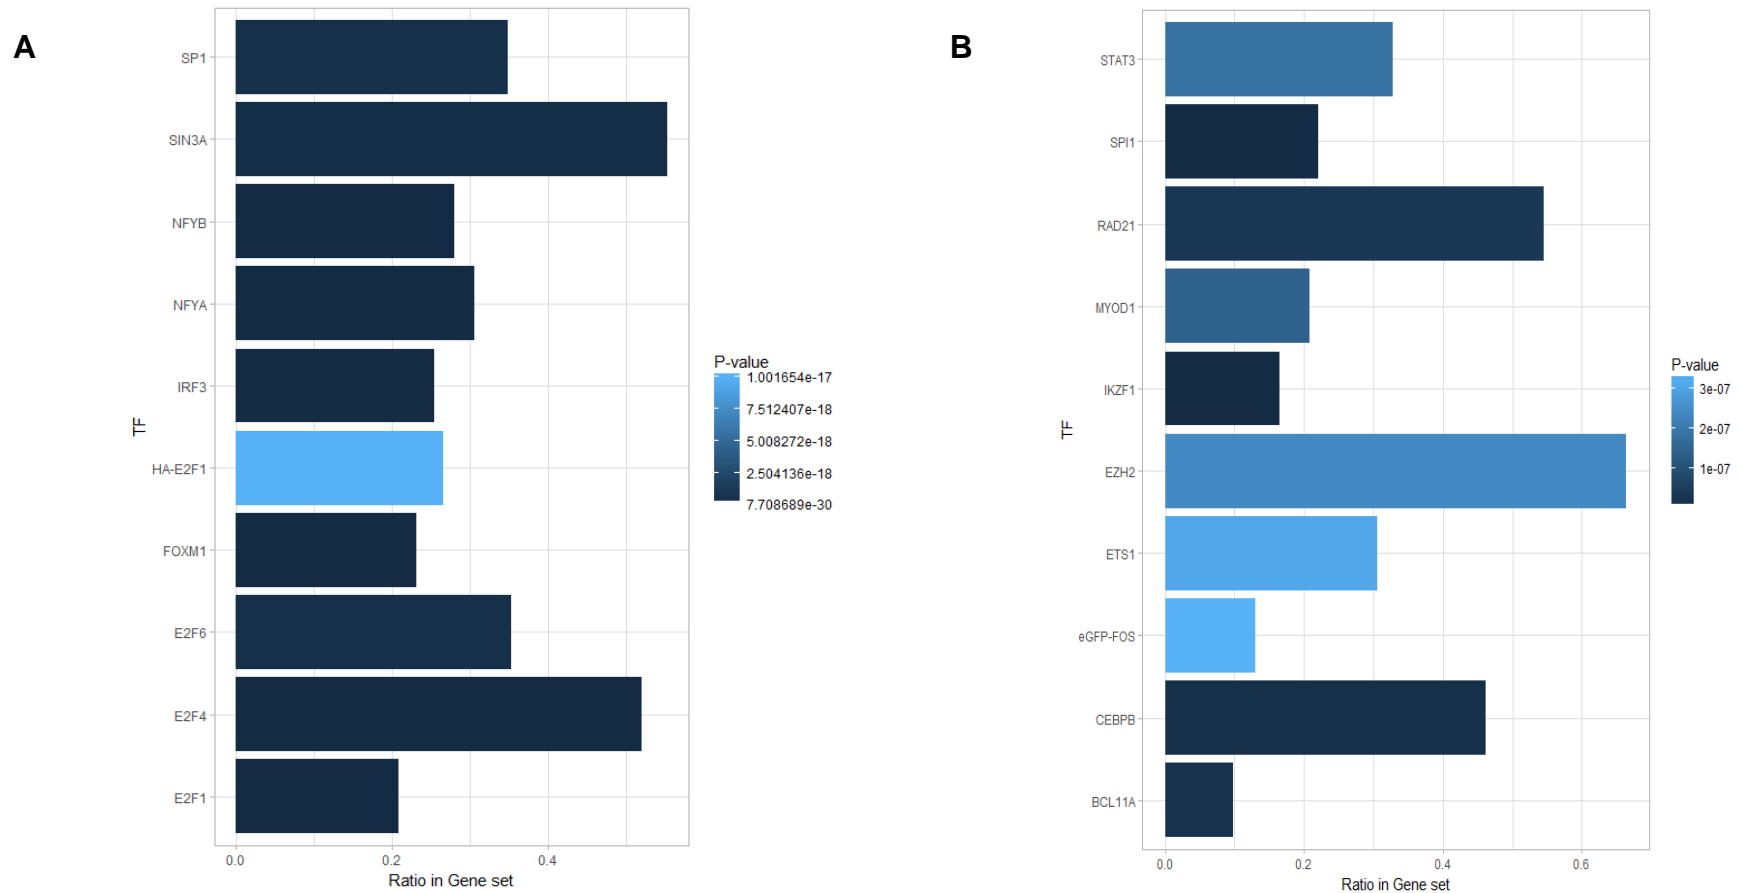 A
SP1
SIN3A
NFYB
NFYA
IRF3
HA-E2F1
FOXM1
E2F6
E2F4
E2F1
TF
0.0 0.2 0.4
Ratio in Gene set
P-value
1.001654e-17
7.512407e-18
5.008272e-18
2.504136e-18
7.708689e-30
B
STAT3
SPI1
RAD21
MYOD1
IKZF1
EZH2
ETS1
eGFP-FOS
CEBPB
BCL11A
TF
0.0 0.2 0.4 0.6
Ratio in Gene set
P-value
3e-07
2e-07
1e-07